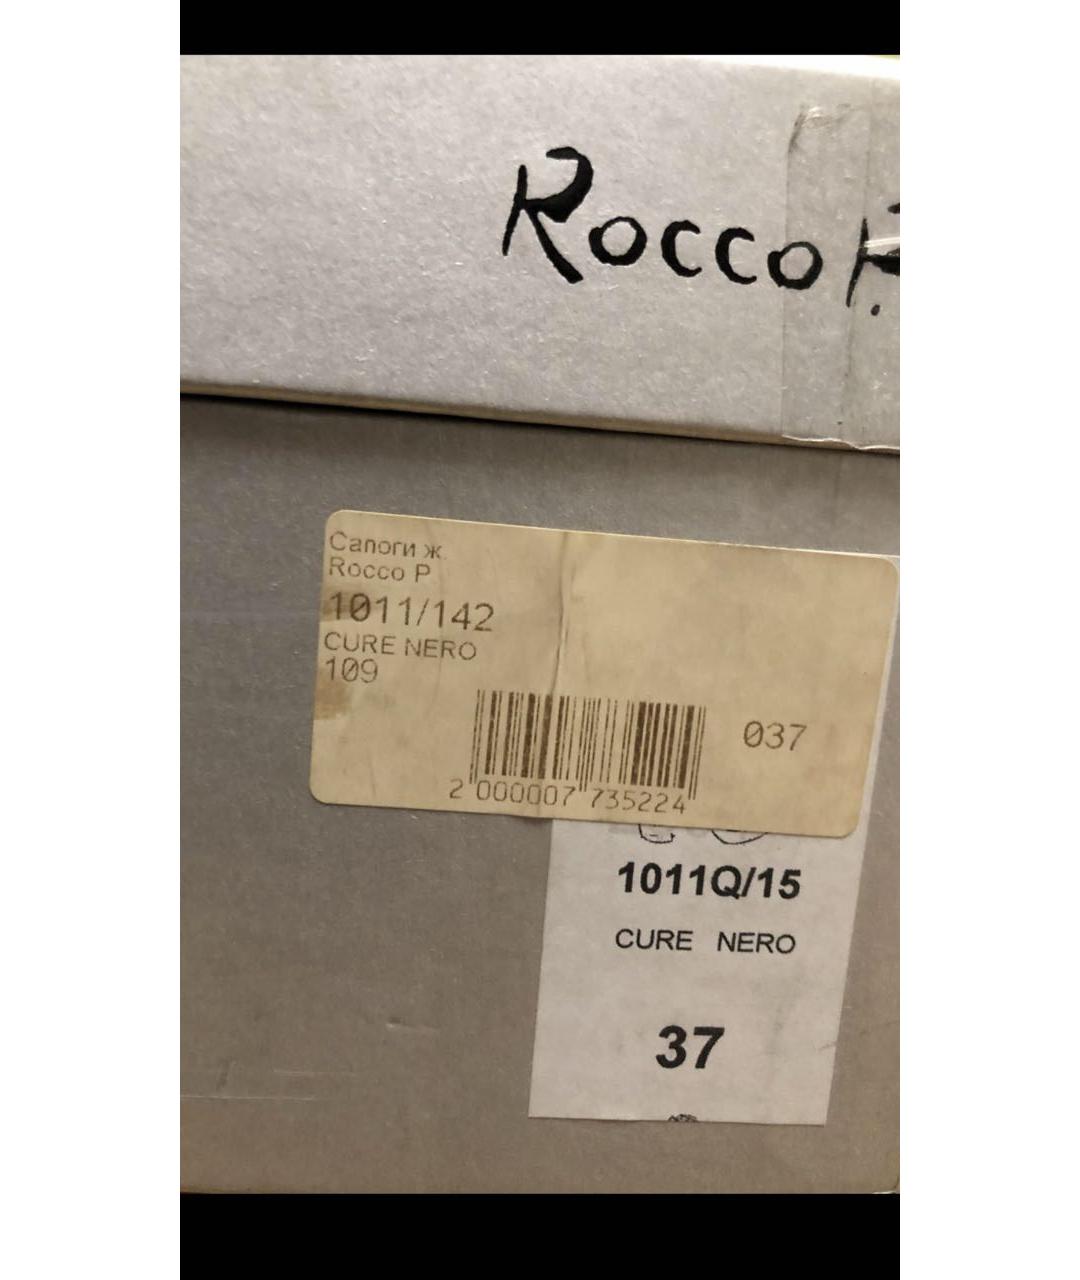 Rocco P.
Сапоги ж.
Rocco P
1011/142
CURE NERO
109
037
2 000007 735224
1011Q/15
CURE NERO
37